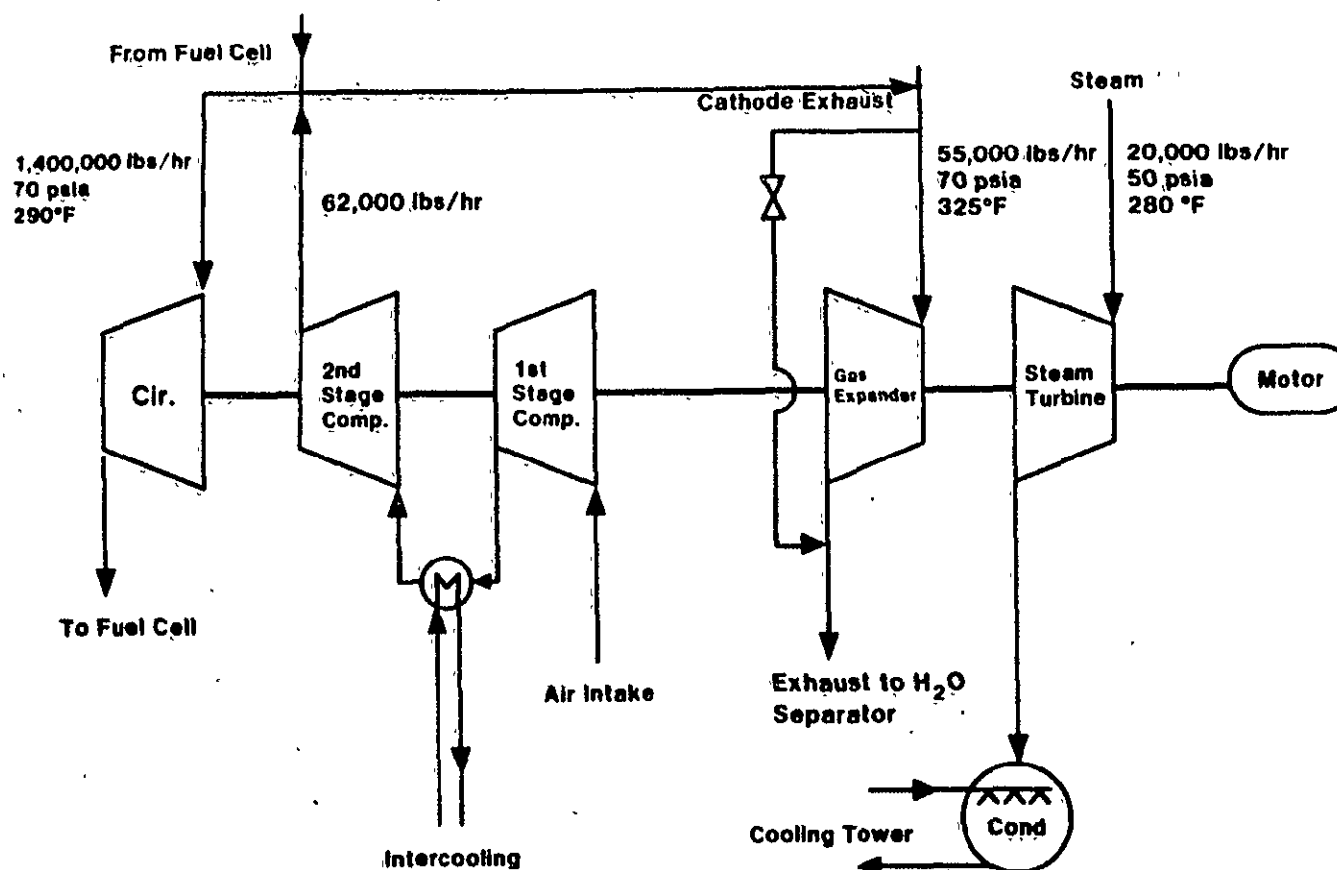 From Fuel Cell
Cathode Exhaust
Steam
1,400,000 lbs/hr
70 psia
290°F
62,000 lbs/hr
55,000 lbs/hr
70 psia
325°F
20,000 lbs/hr
50 psia
280 °F
Cir.
2nd
Stage
Comp.
1st
Stage
Comp.
Gas
Expander
Steam
Turbine
Motor
To Fuel Cell
Air Intake
Exhaust to H₂O
Separator
Intercooling
Cooling Tower
Cond